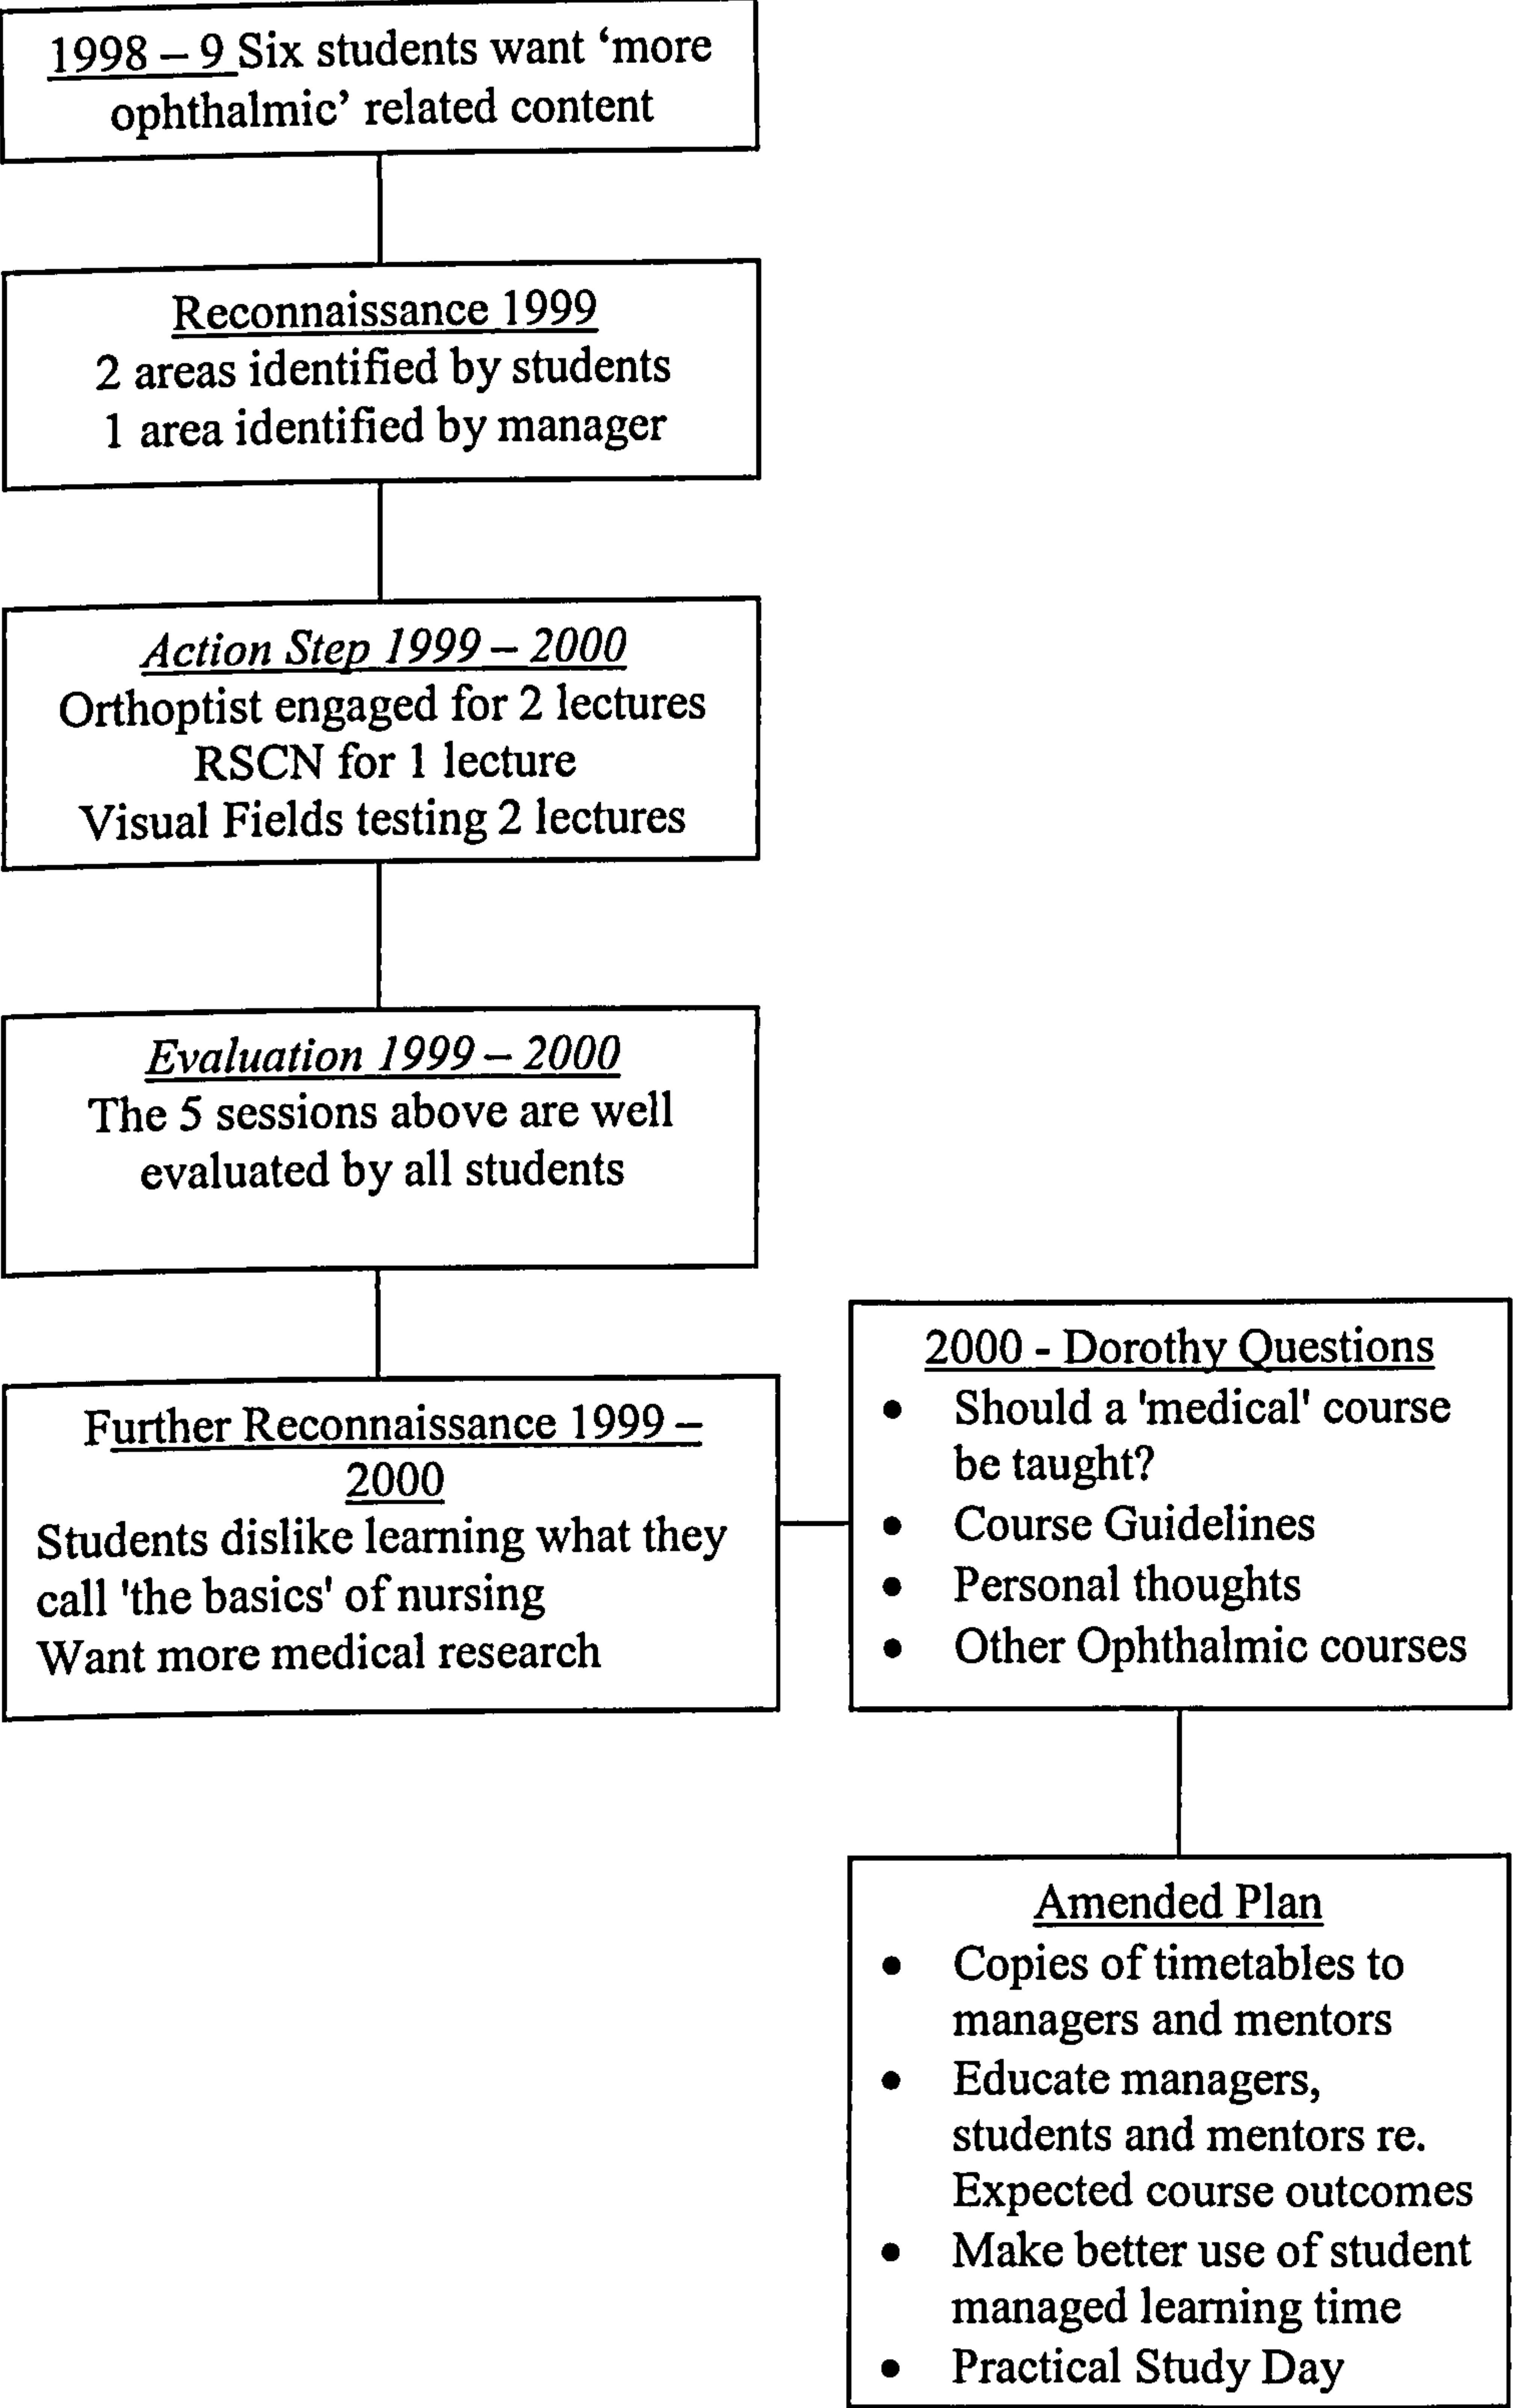 1998 – 9 Six students want ‘more
ophthalmic’ related content
Reconnaissance 1999
2 areas identified by students
1 area identified by manager
Action Step 1999 – 2000
Orthoptist engaged for 2 lectures
RSCN for 1 lecture
Visual Fields testing 2 lectures
Evaluation 1999 – 2000
The 5 sessions above are well
evaluated by all students
Further Reconnaissance 1999 –
2000
Students dislike learning what they
call 'the basics' of nursing
Want more medical research
2000 - Dorothy Questions
• Should a 'medical' course
be taught?
• Course Guidelines
• Personal thoughts
• Other Ophthalmic courses
Amended Plan
• Copies of timetables to
managers and mentors
• Educate managers,
students and mentors re.
Expected course outcomes
• Make better use of student
managed learning time
• Practical Study Day